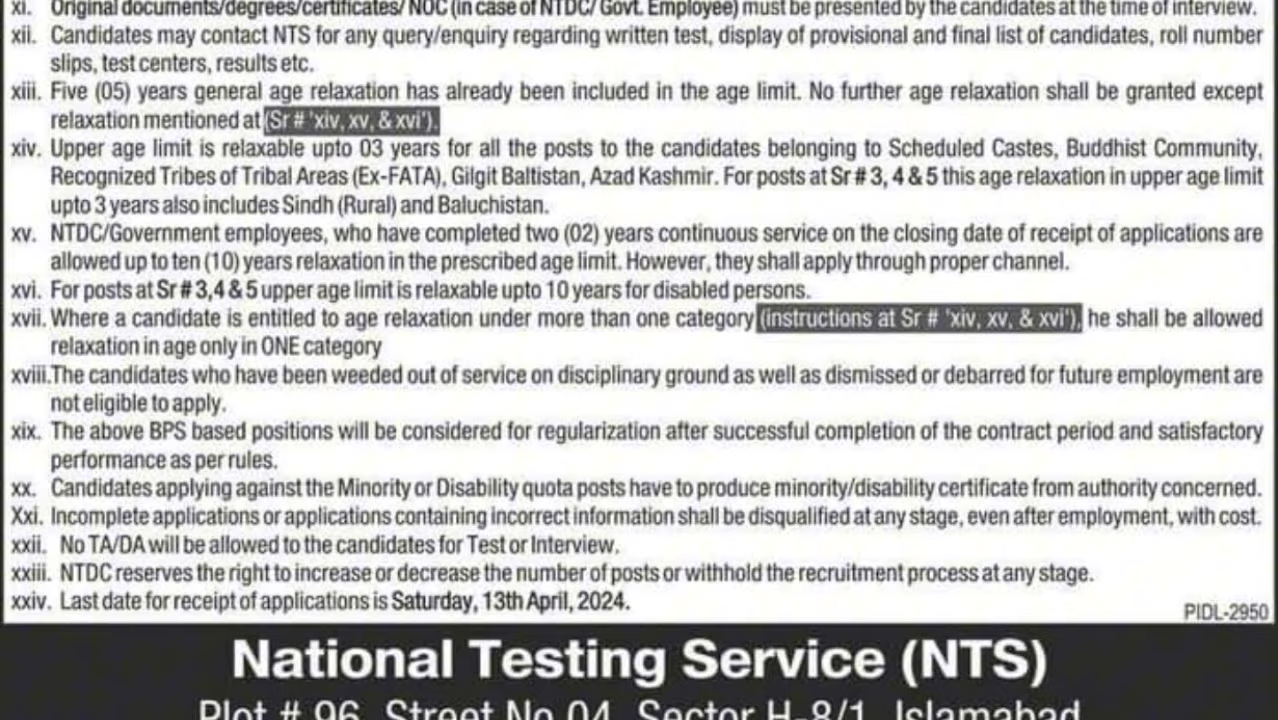 xi. Original documents/degrees/certificates/ NOC (in case of NTDC/ Govt. Employee) must be presented by the candidates at the time of interview.
xii. Candidates may contact NTS for any query/enquiry regarding written test, display of provisional and final list of candidates, roll number
slips, test centers, results etc.
xiii. Five (05) years general age relaxation has already been included in the age limit. No further age relaxation shall be granted except
relaxation mentioned at (Sr # 'xiv, xv, & xvi').
xiv. Upper age limit is relaxable upto 03 years for all the posts to the candidates belonging to Scheduled Castes, Buddhist Community,
Recognized Tribes of Tribal Areas (Ex-FATA), Gilgit Baltistan, Azad Kashmir. For posts at Sr # 3, 4 & 5 this age relaxation in upper age limit
upto 3 years also includes Sindh (Rural) and Baluchistan.
xv. NTDC/Government employees, who have completed two (02) years continuous service on the closing date of receipt of applications are
allowed up to ten (10) years relaxation in the prescribed age limit. However, they shall apply through proper channel.
xvi. For posts at Sr # 3,4 & 5 upper age limit is relaxable upto 10 years for disabled persons.
xvii. Where a candidate is entitled to age relaxation under more than one category (instructions at Sr # 'xiv, xv, & xvi'), he shall be allowed
relaxation in age only in ONE category
xviii.The candidates who have been weeded out of service on disciplinary ground as well as dismissed or debarred for future employment are
not eligible to apply.
xix. The above BPS based positions will be considered for regularization after successful completion of the contract period and satisfactory
performance as per rules.
xx. Candidates applying against the Minority or Disability quota posts have to produce minority/disability certificate from authority concerned.
Xxi. Incomplete applications or applications containing incorrect information shall be disqualified at any stage, even after employment, with cost.
xxii. No TA/DA will be allowed to the candidates for Test or Interview.
xxiii. NTDC reserves the right to increase or decrease the number of posts or withhold the recruitment process at any stage.
xxiv. Last date for receipt of applications is Saturday, 13th April, 2024.
PIDL-2950
National Testing Service (NTS)
Plot # 96, Street No 04, Sector H-8/1, Islamabad